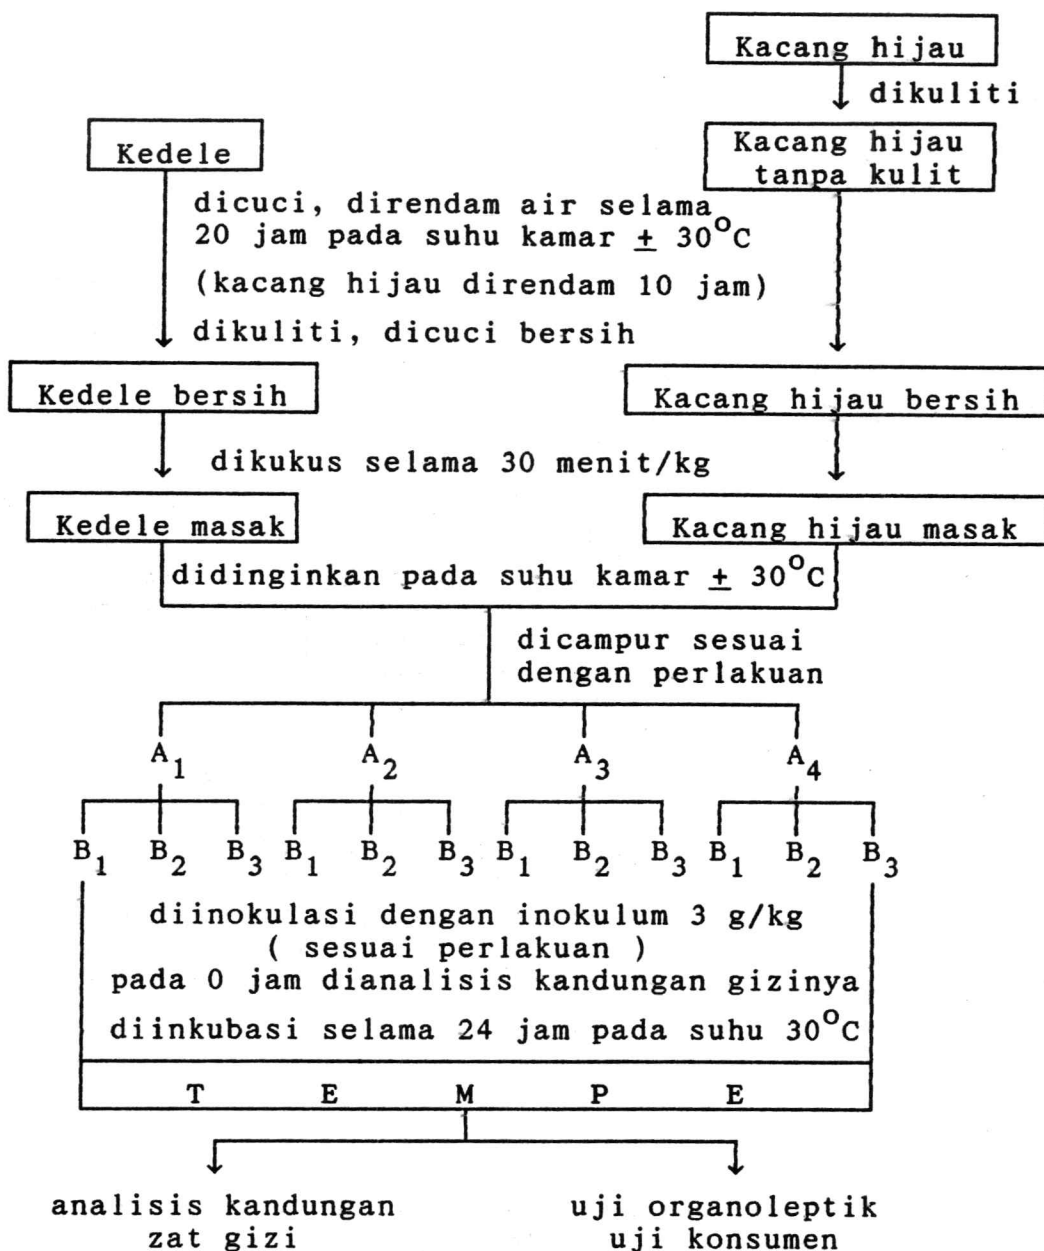 Kacang hijau
dikuliti
Kedele
Kacang hijau
tanpa kulit
dicuci, direndam air selama
20 jam pada suhu kamar ± 30°C
(kacang hijau direndam 10 jam)
dikuliti, dicuci bersih
Kedele bersih
Kacang hijau bersih
dikukus selama 30 menit/kg
Kedele masak
Kacang hijau masak
didinginkan pada suhu kamar ± 30°C
dicampur sesuai
dengan perlakuan
A₁ A₂ A₃ A₄
B₁ B₂ B₃ B₁ B₂ B₃ B₁ B₂ B₃ B₁ B₂ B₃
diinokulasi dengan inokulum 3 g/kg
( sesuai perlakuan )
pada 0 jam dianalisis kandungan gizinya
diinkubasi selama 24 jam pada suhu 30°C
T E M P E
analisis kandungan
zat gizi
uji organoleptik
uji konsumen